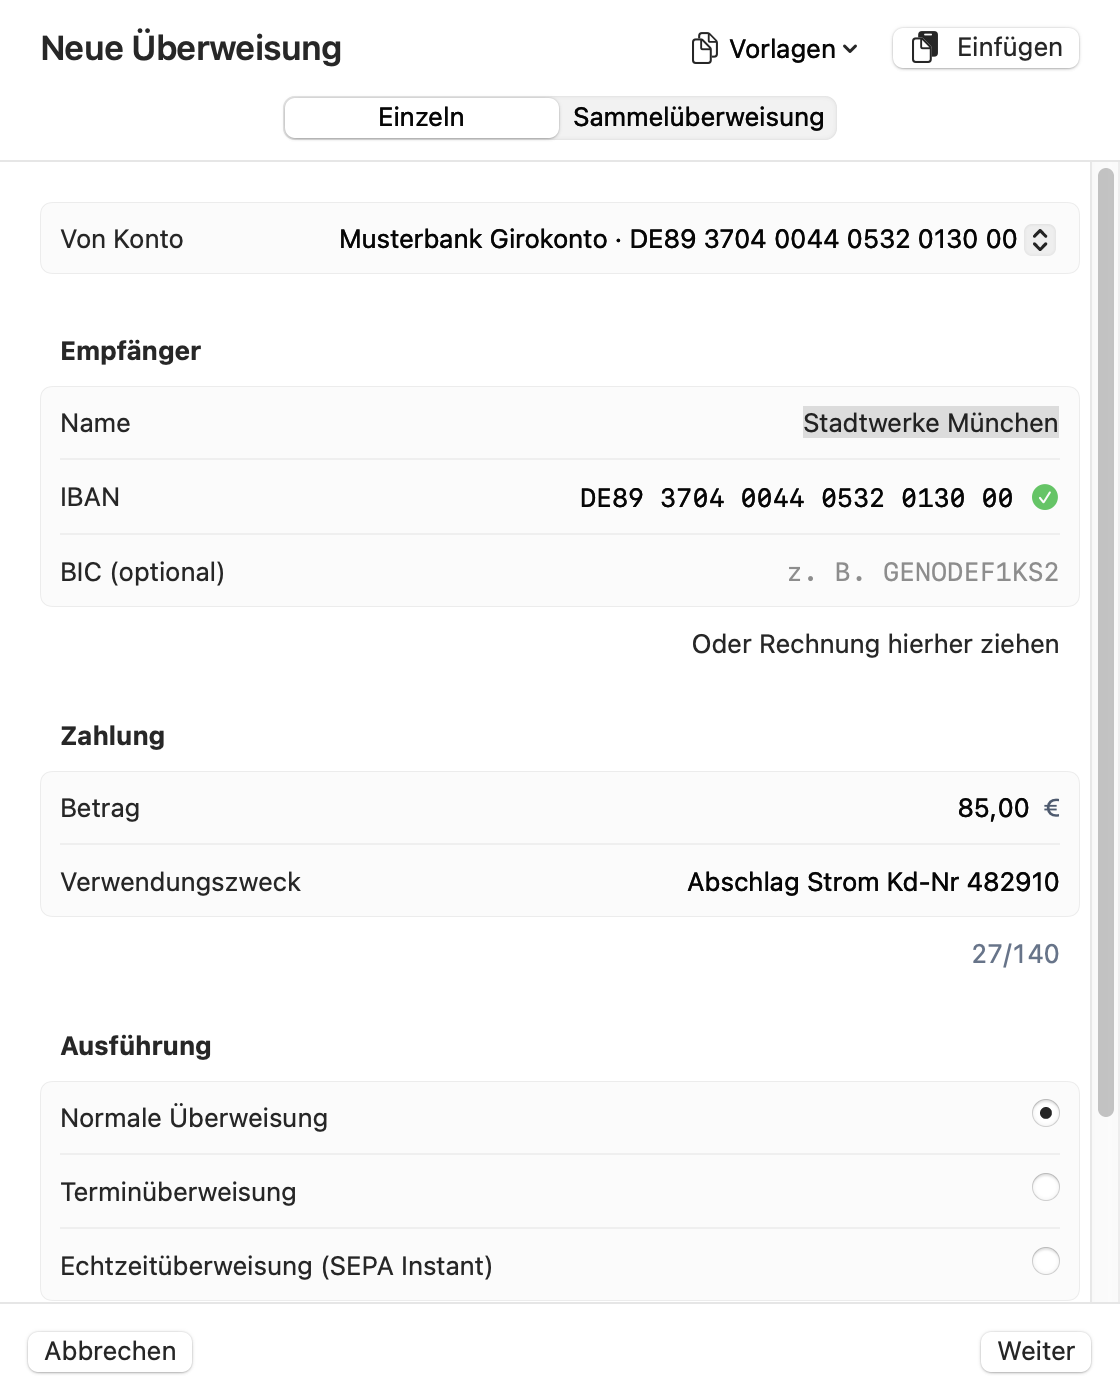 Neue Überweisung
Vorlagen
Einfügen
Einzeln
Sammelüberweisung
Von Konto
Musterbank Girokonto · DE89 3704 0044 0532 0130 00
Empfänger
Name
Stadtwerke München
IBAN
DE89 3704 0044 0532 0130 00
BIC (optional)
z. B. GENODEF1KS2
Oder Rechnung hierher ziehen
Zahlung
Betrag
85,00 €
Verwendungszweck
Abschlag Strom Kd-Nr 482910
27/140
Ausführung
Normale Überweisung
Terminüberweisung
Echtzeitüberweisung (SEPA Instant)
Abbrechen
Weiter